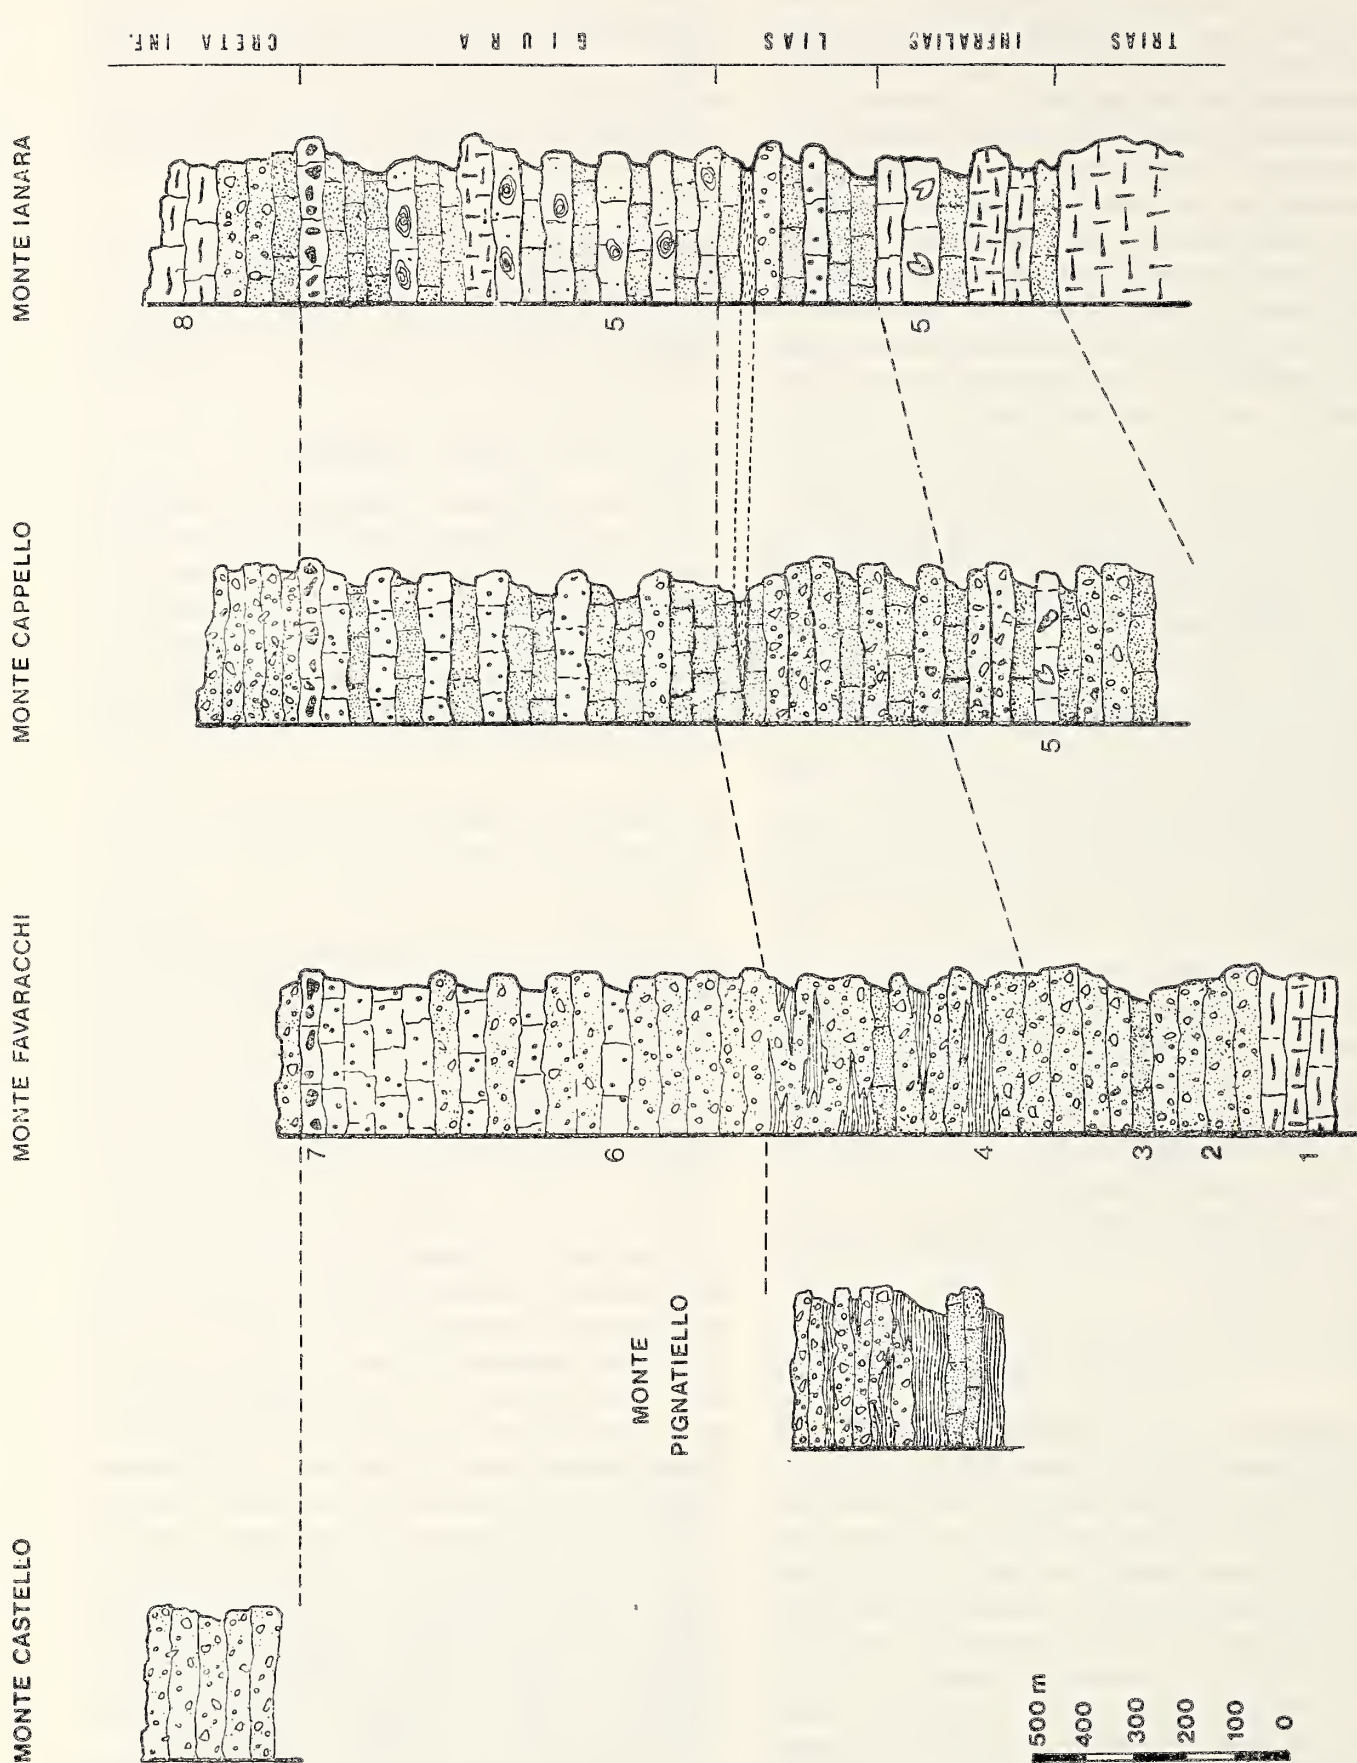 CRETA INF.
GIURA
LIAS
INFRALIAS
TRIAS
MONTE IANARA
8
5
5
MONTE CAPPELLO
5
MONTE FAVARACCHI
7
6
4
3
2
1
MONTE
PIGNATIELLO
MONTE CASTELLO
500 m
400
300
200
100
0